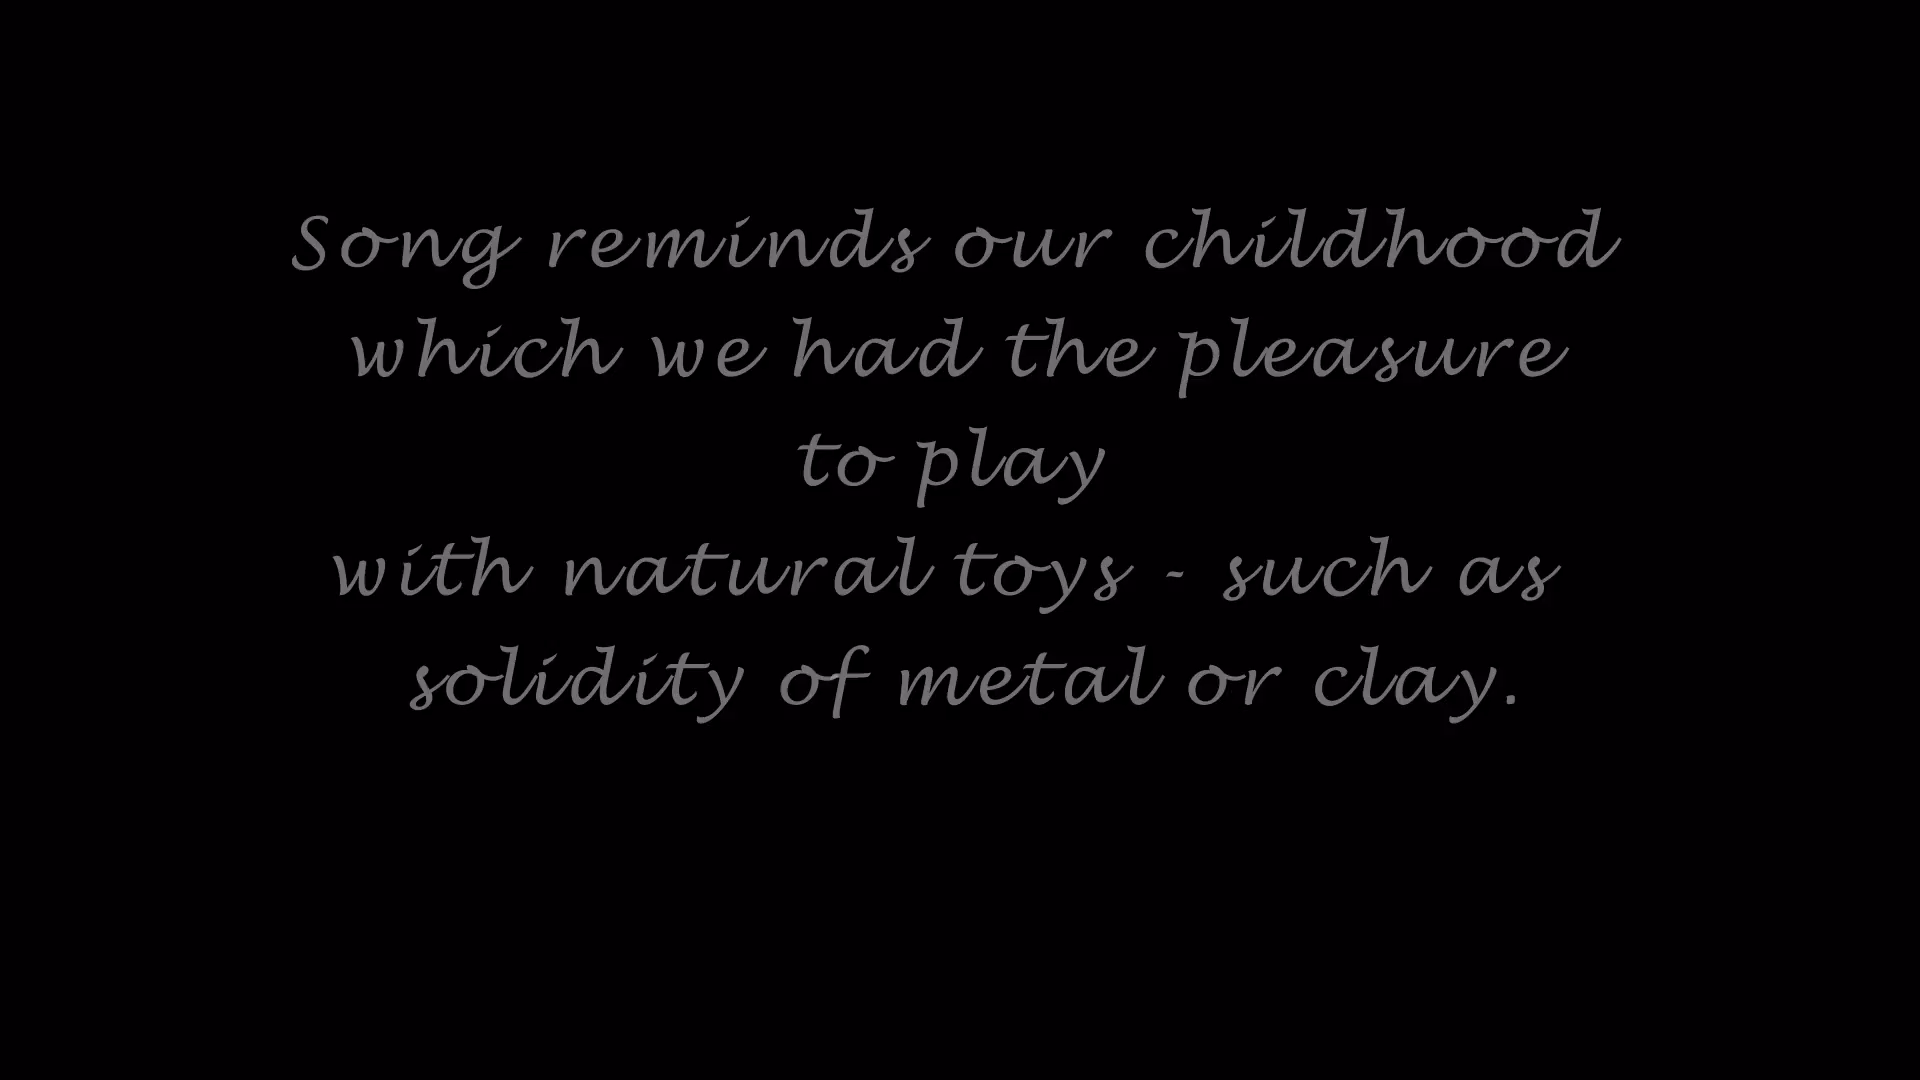 Song reminds our childhood
which we had the pleasure
to play
with natural toys - such as
solidity of metal or clay.